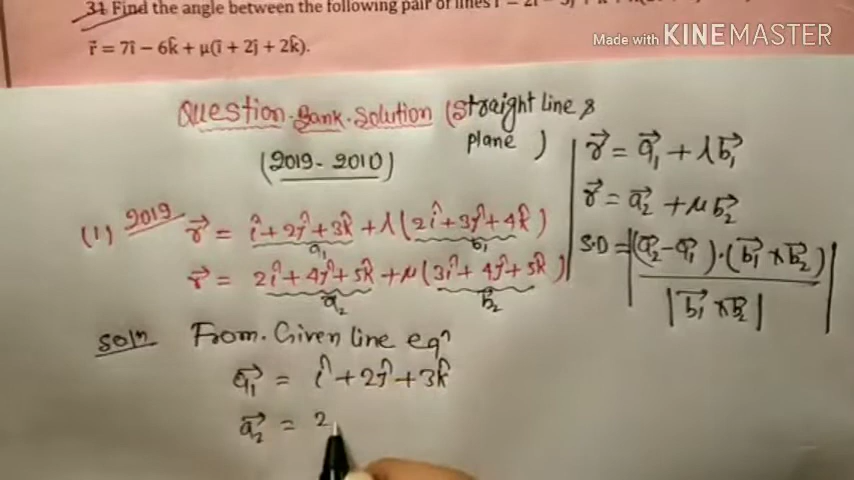 31 Find the angle between the following pair of lines
Made with KINEMASTER
r⃗ = 7î − 6k̂ + μ(î + 2ĵ + 2k̂).
Question Bank Solution (Straight line &
plane )
(2019 - 2010)
r⃗ = a⃗₁ + λb⃗₁
r⃗ = a⃗₂ + μb⃗₂
S.D = |(a⃗₂ - a⃗₁) . (b⃗₁ × b⃗₂)|
|b⃗₁ × b⃗₂|
(1) 2019 r⃗ = î + 2ĵ + 3k̂ + λ(2î + 3ĵ + 4k̂)
a₁ b₁
r⃗ = 2î + 4ĵ + 5k̂ + μ(3î + 4ĵ + 5k̂)
a⃗₂ b⃗₂
Solⁿ From Given line eqⁿ
a⃗₁ = î + 2ĵ + 3k̂
a⃗₂ = 2